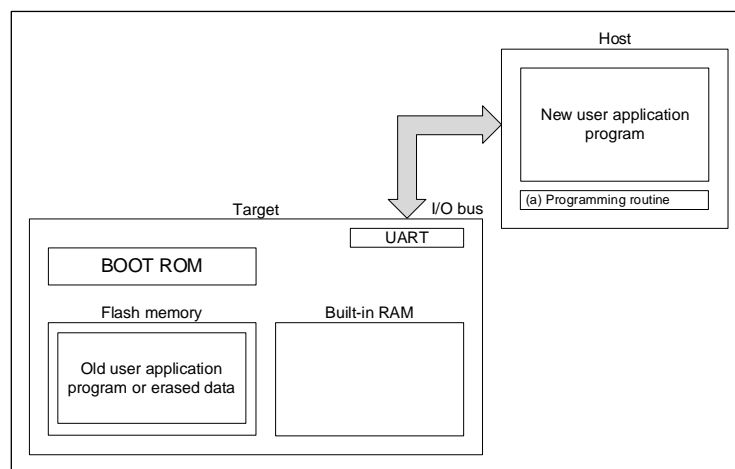 Host
New user application
program
(a) Programming routine
Target
I/O bus
UART
BOOT ROM
Flash memory
Built-in RAM
Old user application
program or erased data